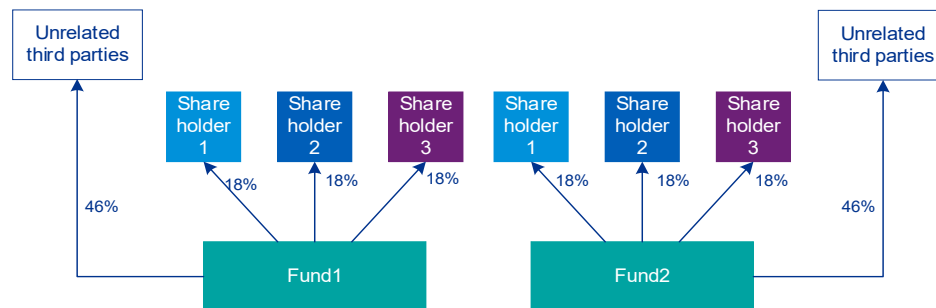 Unrelated
third parties
Unrelated
third parties
Share
holder
1
Share
holder
2
Share
holder
3
Share
holder
1
Share
holder
2
Share
holder
3
18%
18%
18%
18%
18%
18%
46%
46%
Fund1
Fund2